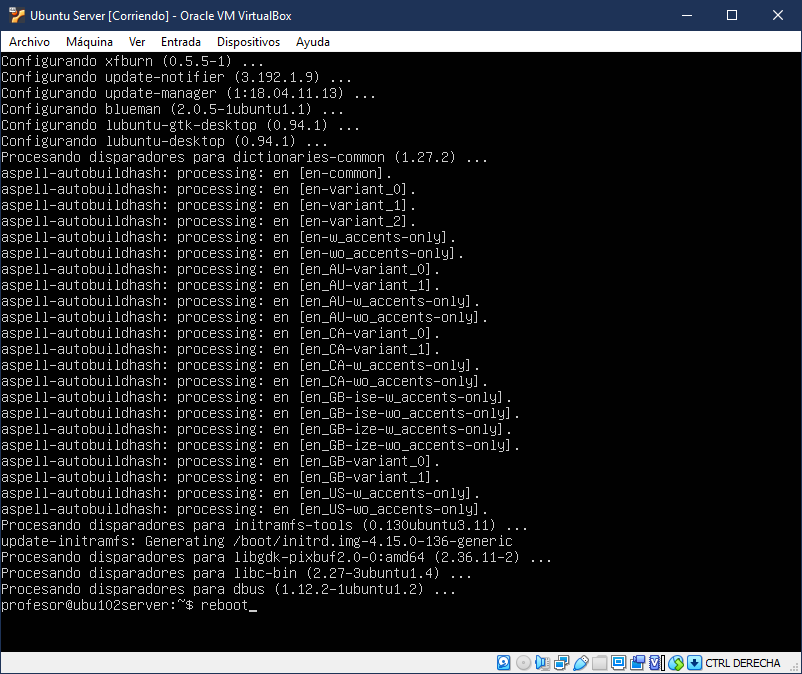 Ubuntu Server [Corriendo] - Oracle VM VirtualBox
Archivo Máquina Ver Entrada Dispositivos Ayuda
Configurando xfburn (0.5.5-1) ...
Configurando update-notifier (3.192.1.9) ...
Configurando update-manager (1:18.04.11.13) ...
Configurando blueman (2.0.5-1ubuntu1.1) ...
Configurando lubuntu-gtk-desktop (0.94.1) ...
Configurando lubuntu-desktop (0.94.1) ...
Procesando disparadores para dictionaries-common (1.27.2) ...
aspell-autobuildhash: processing: en [en-common].
aspell-autobuildhash: processing: en [en-variant_0].
aspell-autobuildhash: processing: en [en-variant_1].
aspell-autobuildhash: processing: en [en-variant_2].
aspell-autobuildhash: processing: en [en-w_accents-only].
aspell-autobuildhash: processing: en [en-wo_accents-only].
aspell-autobuildhash: processing: en [en_AU-variant_0].
aspell-autobuildhash: processing: en [en_AU-variant_1].
aspell-autobuildhash: processing: en [en_AU-w_accents-only].
aspell-autobuildhash: processing: en [en_AU-wo_accents-only].
aspell-autobuildhash: processing: en [en_CA-variant_0].
aspell-autobuildhash: processing: en [en_CA-variant_1].
aspell-autobuildhash: processing: en [en_CA-w_accents-only].
aspell-autobuildhash: processing: en [en_CA-wo_accents-only].
aspell-autobuildhash: processing: en [en_GB-ise-w_accents-only].
aspell-autobuildhash: processing: en [en_GB-ise-wo_accents-only].
aspell-autobuildhash: processing: en [en_GB-ize-w_accents-only].
aspell-autobuildhash: processing: en [en_GB-ize-wo_accents-only].
aspell-autobuildhash: processing: en [en_GB-variant_0].
aspell-autobuildhash: processing: en [en_GB-variant_1].
aspell-autobuildhash: processing: en [en_US-w_accents-only].
aspell-autobuildhash: processing: en [en_US-wo_accents-only].
Procesando disparadores para initramfs-tools (0.130ubuntu3.11) ...
update-initramfs: Generating /boot/initrd.img-4.15.0-136-generic
Procesando disparadores para libgdk-pixbuf2.0-0:amd64 (2.36.11-2) ...
Procesando disparadores para libc-bin (2.27-3ubuntu1.4) ...
Procesando disparadores para dbus (1.12.2-1ubuntu1.2) ...
profesor@ubu102server:~$ reboot_
CTRL DERECHA